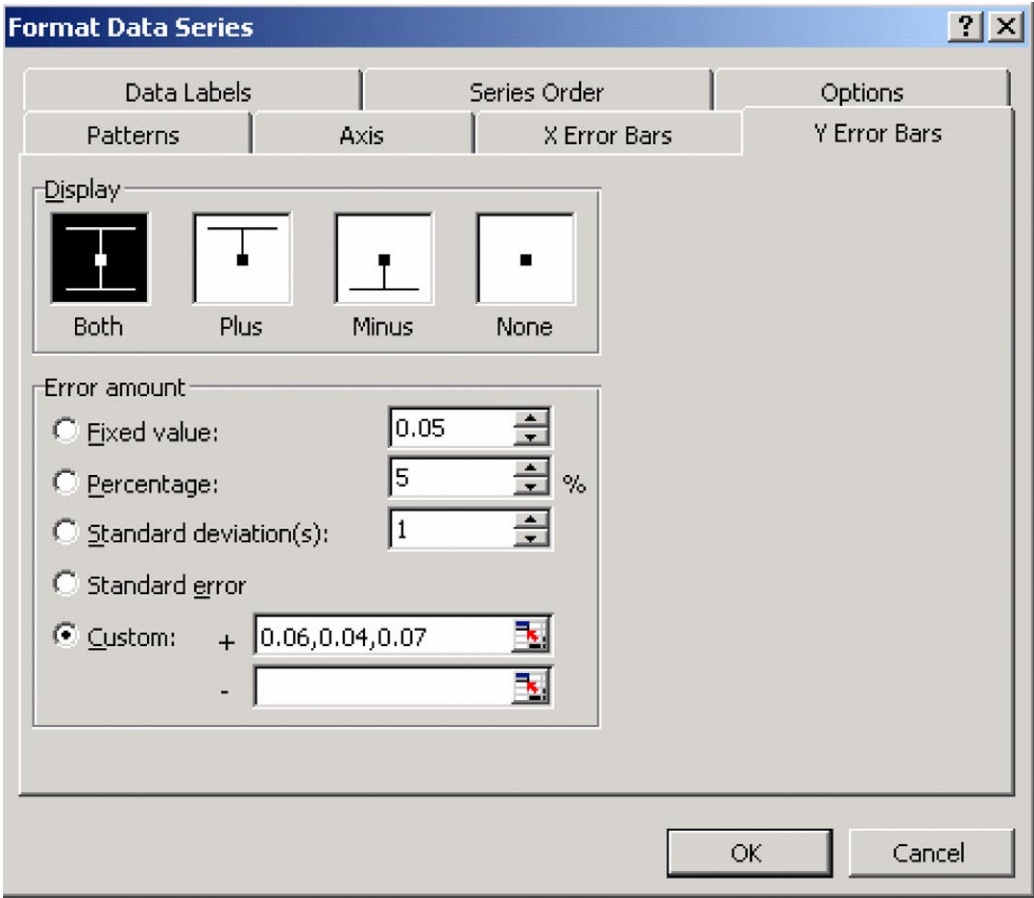 Format Data Series
Data Labels Series Order Options
Patterns Axis X Error Bars Y Error Bars
Display
Both Plus Minus None
Error amount
Fixed value: 0.05
Percentage: 5 %
Standard deviation(s): 1
Standard error
Custom: + 0.06,0.04,0.07
-
OK Cancel